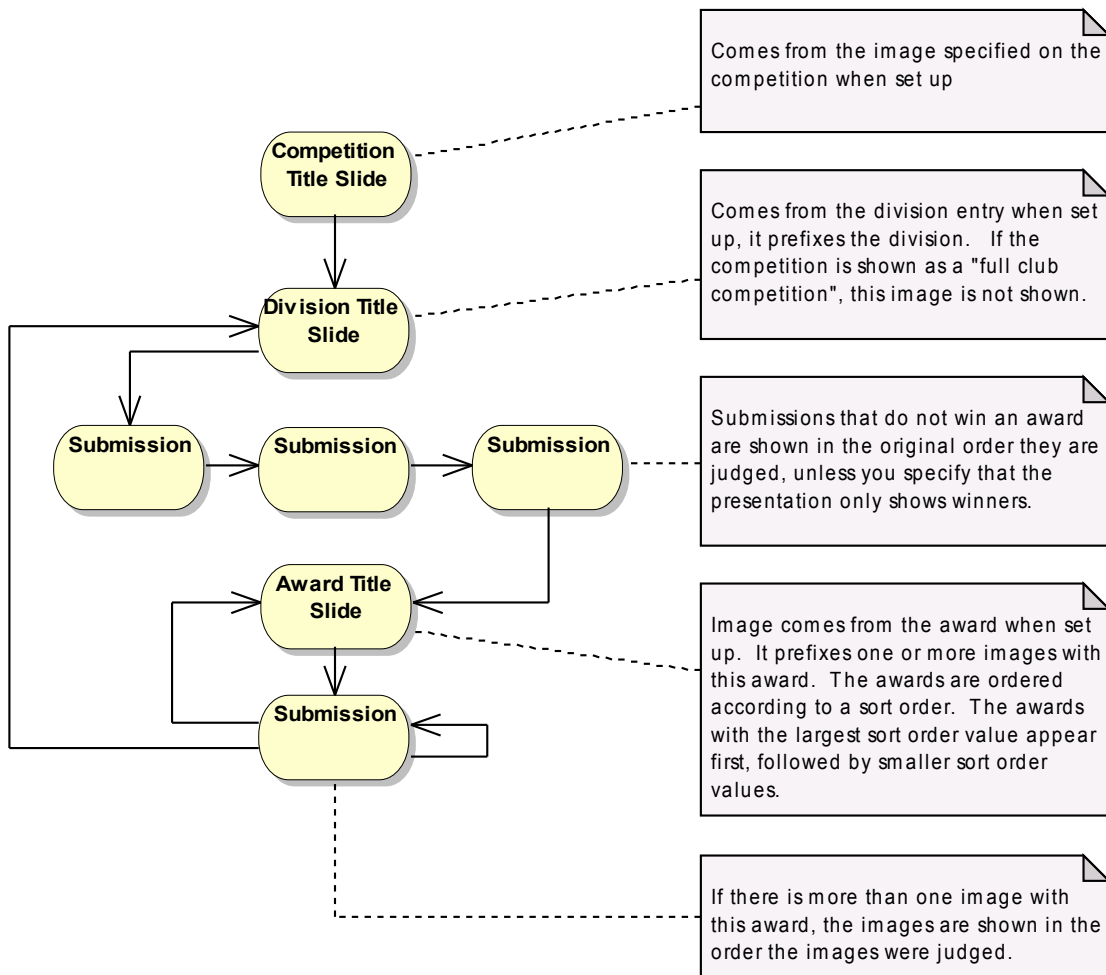 Comes from the image specified on the
competition when set up
Competition
Title Slide
Comes from the division entry when set
up, it prefixes the division.   If the
competition is shown as a "full club
competition", this image is not shown.
Division Title
Slide
Submission
Submission
Submission
Submissions that do not win an award
are shown in the original order they are
judged, unless you specify that the
presentation only shows winners.
Award Title
Slide
Image comes from the award when set
up.  It prefixes one or more images with
this award.  The awards are ordered
according to a sort order.  The awards
with the largest sort order value appear
first, followed by smaller sort order
values.
Submission
If there is more than one image with
this award, the images are shown in the
order the images were judged.